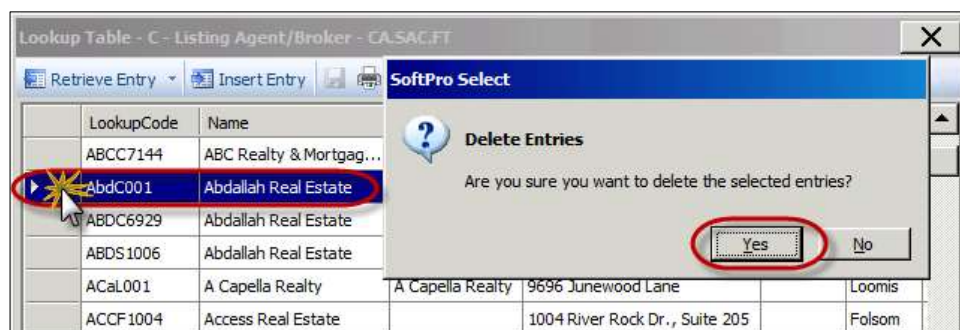 Lookup Table - C - Listing Agent/Broker - CA.SAC.FT
Retrieve Entry Insert Entry
SoftPro Select
Delete Entries
Are you sure you want to delete the selected entries?
Yes No
LookupCode Name
ABCC7144 ABC Realty & Mortgag...
AbdC001 Abdallah Real Estate
ABDC6929 Abdallah Real Estate
ABDS1006 Abdallah Real Estate
ACaL001 A Capella Realty A Capella Realty 9696 Junewood Lane Loomis
ACCF1004 Access Real Estate 1004 River Rock Dr., Suite 205 Folsom